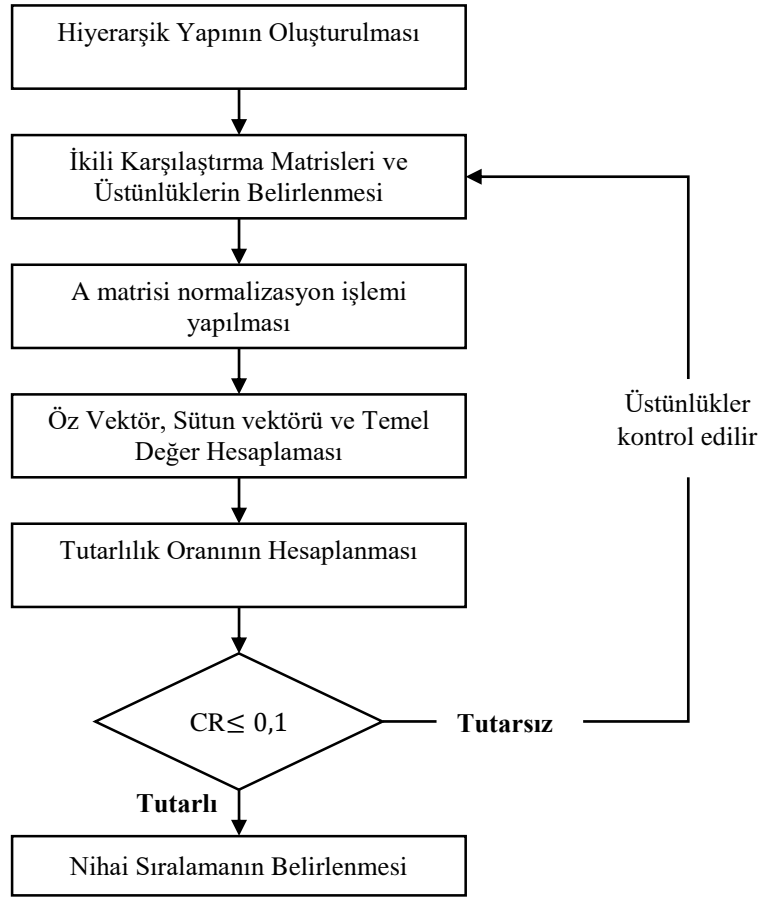 Hiyerarşik Yapının Oluşturulması
İkili Karşılaştırma Matrisleri ve
Üstünlüklerin Belirlenmesi
A matrisi normalizasyon işlemi
yapılması
Öz Vektör, Sütun vektörü ve Temel
Değer Hesaplaması
Üstünlükler
kontrol edilir
Tutarlılık Oranının Hesaplanması
CR≤ 0,1
Tutarsız
Tutarlı
Nihai Sıralamanın Belirlenmesi